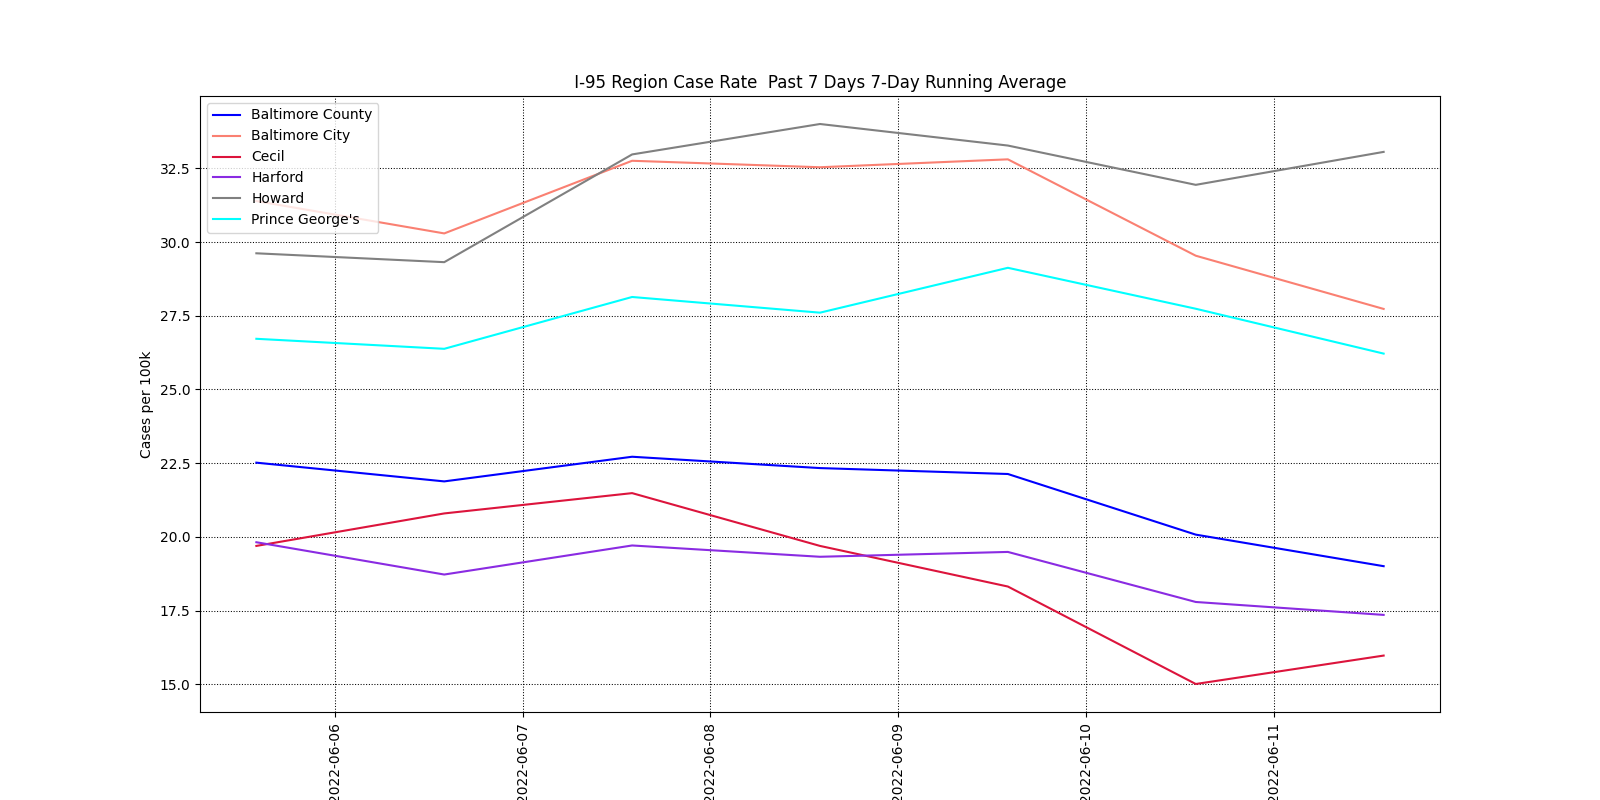 I-95 Region Case Rate  Past 7 Days 7-Day Running Average
Baltimore County
Baltimore City
Cecil
Harford
Howard
Prince George's
Cases per 100k
32.5
30.0
27.5
25.0
22.5
20.0
17.5
15.0
2022-06-06
2022-06-07
2022-06-08
2022-06-09
2022-06-10
2022-06-11